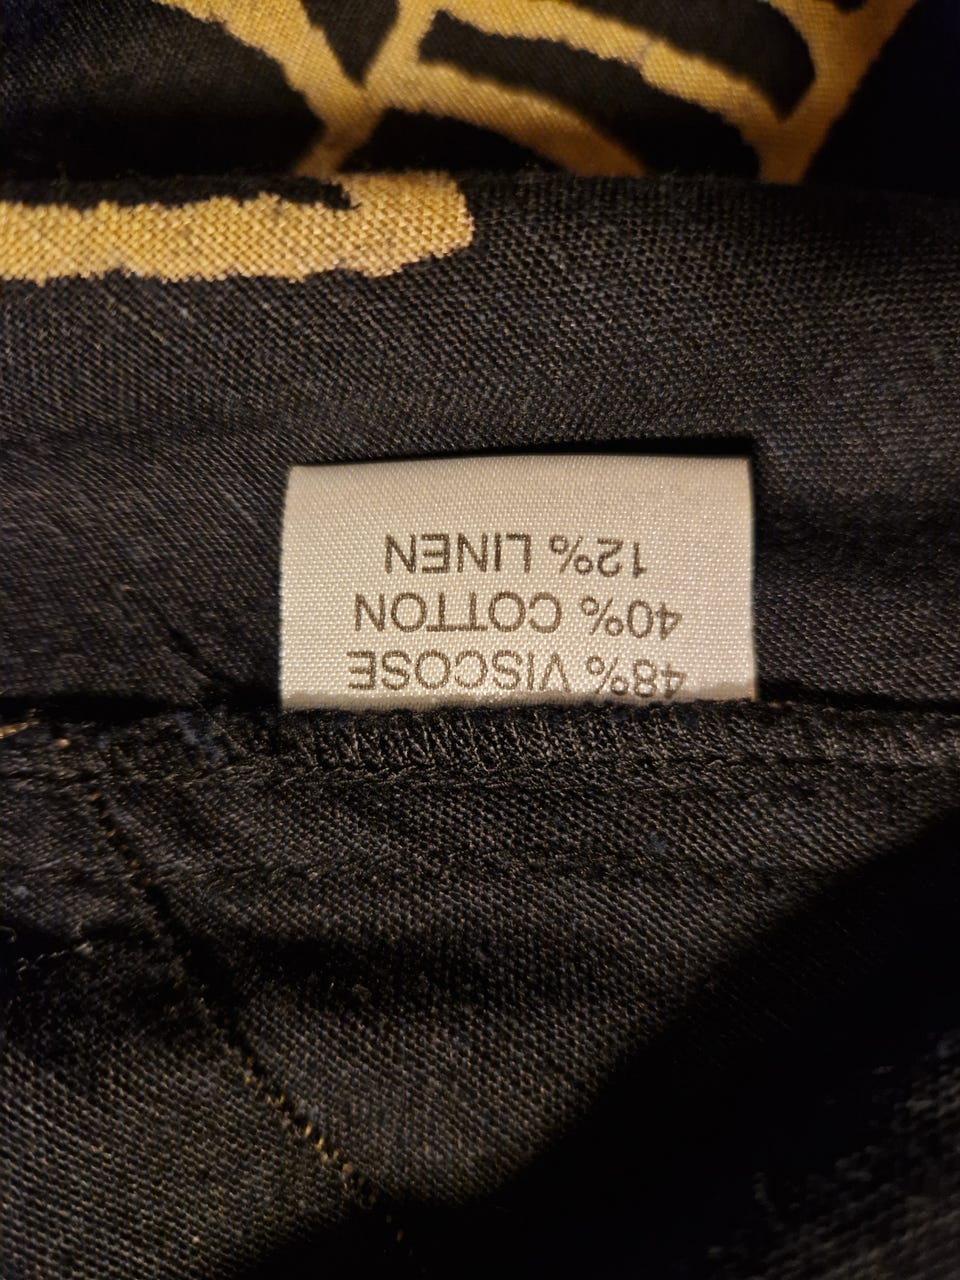 48% VISCOSE
40% COTTON
12% LINEN